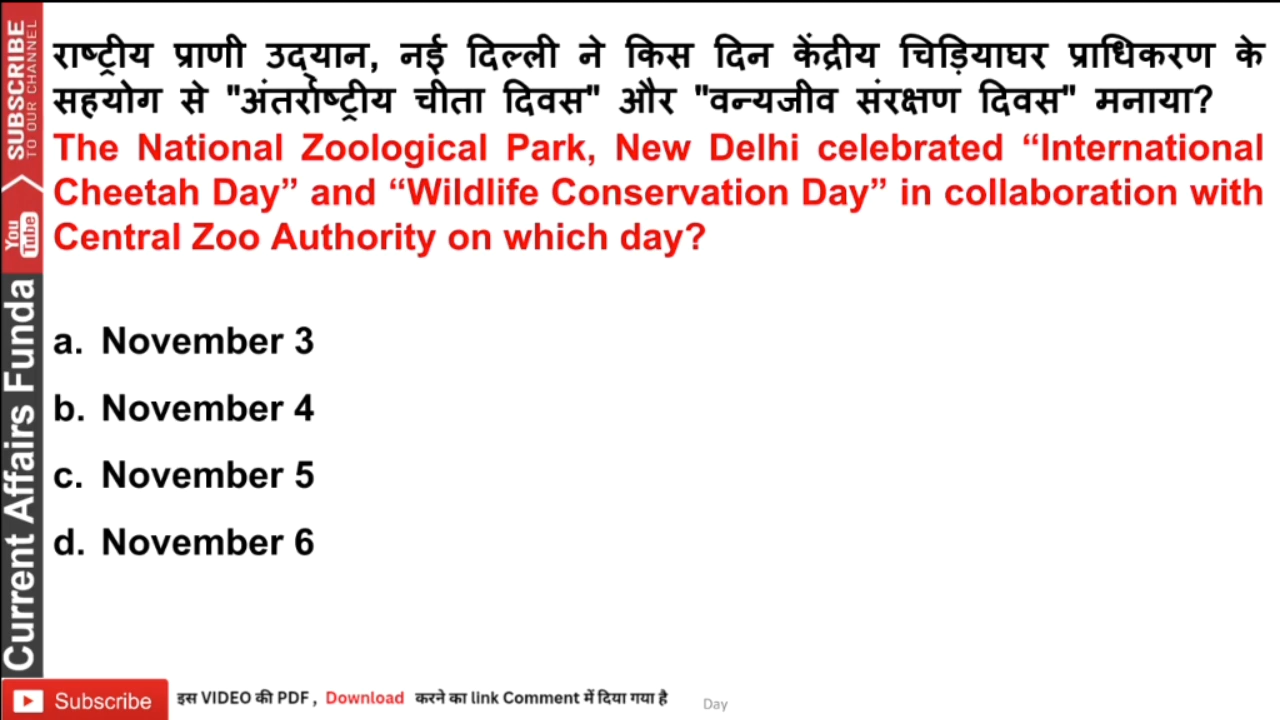 राष्ट्रीय प्राणी उद्यान, नई दिल्ली ने किस दिन केंद्रीय चिड़ियाघर प्राधिकरण के
सहयोग से "अंतर्राष्ट्रीय चीता दिवस" और "वन्यजीव संरक्षण दिवस" मनाया?
The National Zoological Park, New Delhi celebrated “International
Cheetah Day” and “Wildlife Conservation Day” in collaboration with
Central Zoo Authority on which day?
a. November 3
b. November 4
c. November 5
d. November 6
SUBSCRIBE
TO OUR CHANNEL
You
Tube
Current Affairs Funda
Subscribe
इस VIDEO की PDF, Download करने का link Comment में दिया गया है
Day